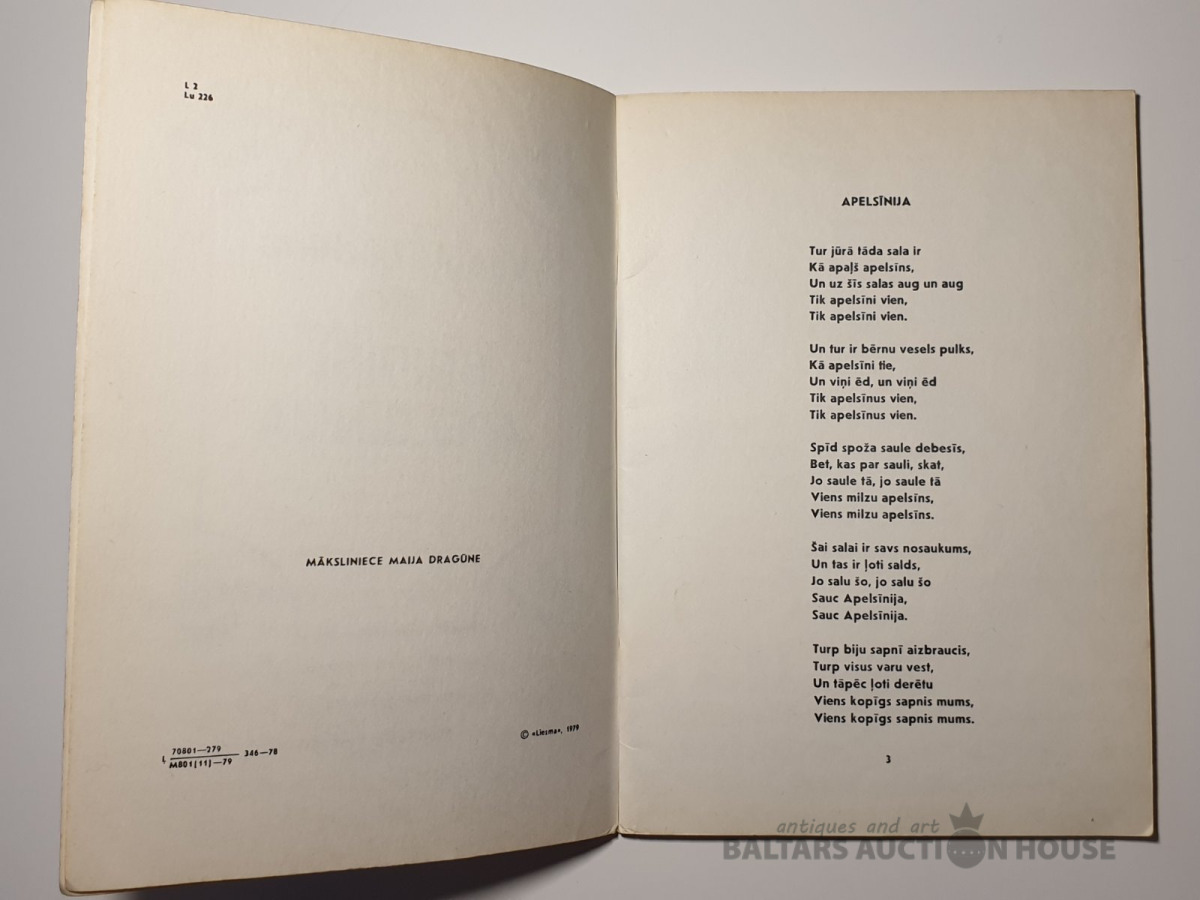 L 2
Lu 226
MĀKSLINIECE MAIJA DRAGŪNE
© «Liesma», 1979
Ļ 70801—279 346—78
M801[11]—79
APELSĪNIJA
Tur jūrā tāda sala ir
Kā apaļš apelsīns,
Un uz šīs salas aug un aug
Tik apelsīni vien,
Tik apelsīni vien.
Un tur ir bērnu vesels pulks,
Kā apelsīni tie,
Un viņi ēd, un viņi ēd
Tik apelsīnus vien,
Tik apelsīnus vien.
Spīd spoža saule debesīs,
Bet, kas par sauli, skat,
Jo saule tā, jo saule tā
Viens milzu apelsīns,
Viens milzu apelsīns.
Šai salai ir savs nosaukums,
Un tas ir ļoti salds,
Jo salu šo, jo salu šo
Sauc Apelsīnija,
Sauc Apelsīnija.
Turp biju sapnī aizbraucis,
Turp visus varu vest,
Un tāpēc ļoti derētu
Viens kopīgs sapnis mums,
Viens kopīgs sapnis mums.
3
antiques and art
BALTARS AUCTION HOUSE